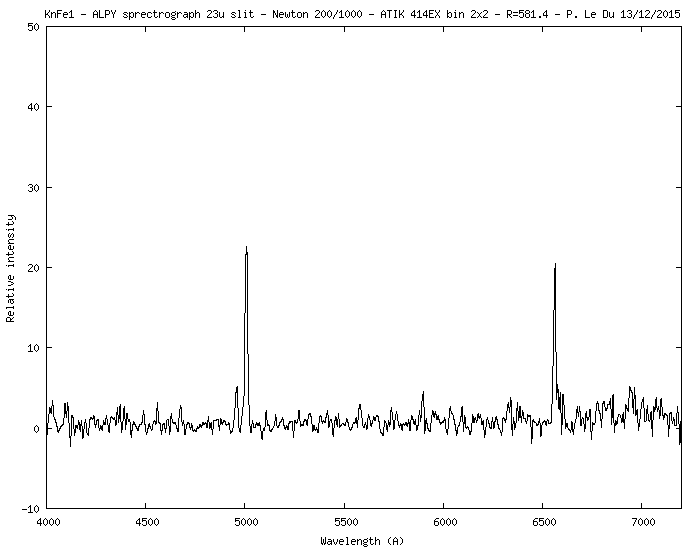 KnFe1 - ALPY sprectrograph 23u slit - Newton 200/1000 - ATIK 414EX bin 2x2 - R=581.4 - P. Le Du 13/12/2015
50
40
30
20
10
0
-10
Relative intensity
4000 4500 5000 5500 6000 6500 7000
Wavelength (A)